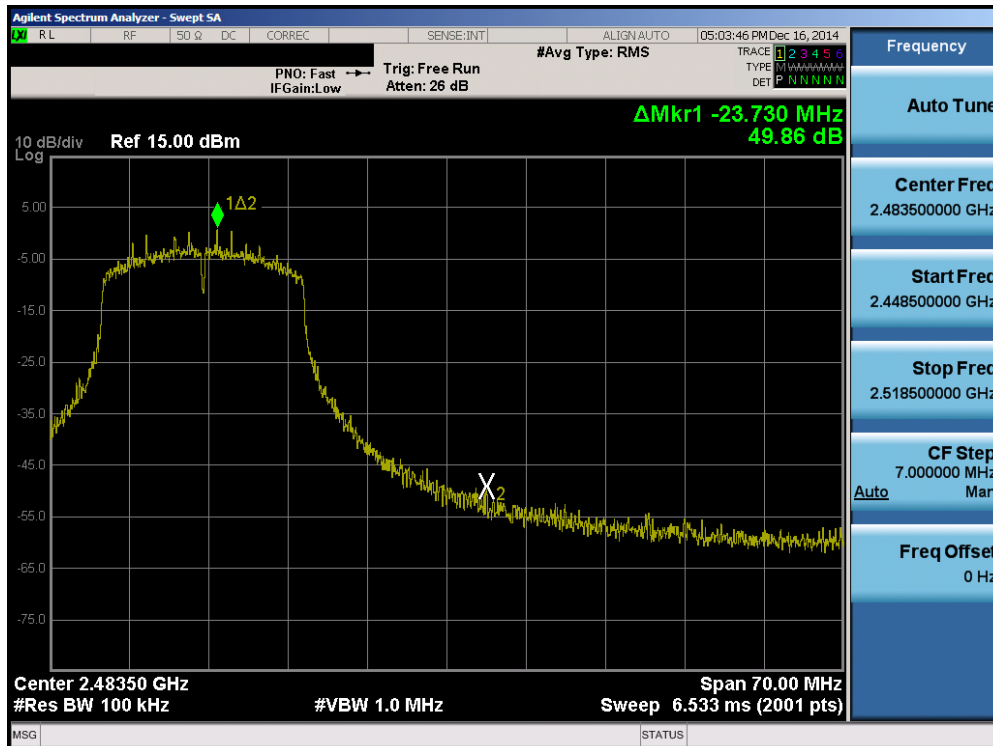 Agilent Spectrum Analyzer - Swept SA
LXI RL RF 50 Ω DC CORREC SENSE:INT ALIGN AUTO 05:03:46 PM Dec 16, 2014
#Avg Type: RMS TRACE 1 2 3 4 5 6
PNO: Fast Trig: Free Run TYPE M
IFGain:Low Atten: 26 dB DET P N N N N N
ΔMkr1 -23.730 MHz
49.86 dB
10 dB/div Ref 15.00 dBm
Log
1Δ2
5.00
-5.00
-15.0
-25.0
-35.0
-45.0
2
-55.0
-65.0
-75.0
Center 2.48350 GHz Span 70.00 MHz
#Res BW 100 kHz #VBW 1.0 MHz Sweep 6.533 ms (2001 pts)
MSG STATUS
Frequency
Auto Tune
Center Freq
2.483500000 GHz
Start Freq
2.448500000 GHz
Stop Freq
2.518500000 GHz
CF Step
7.000000 MHz
Auto Man
Freq Offset
0 Hz